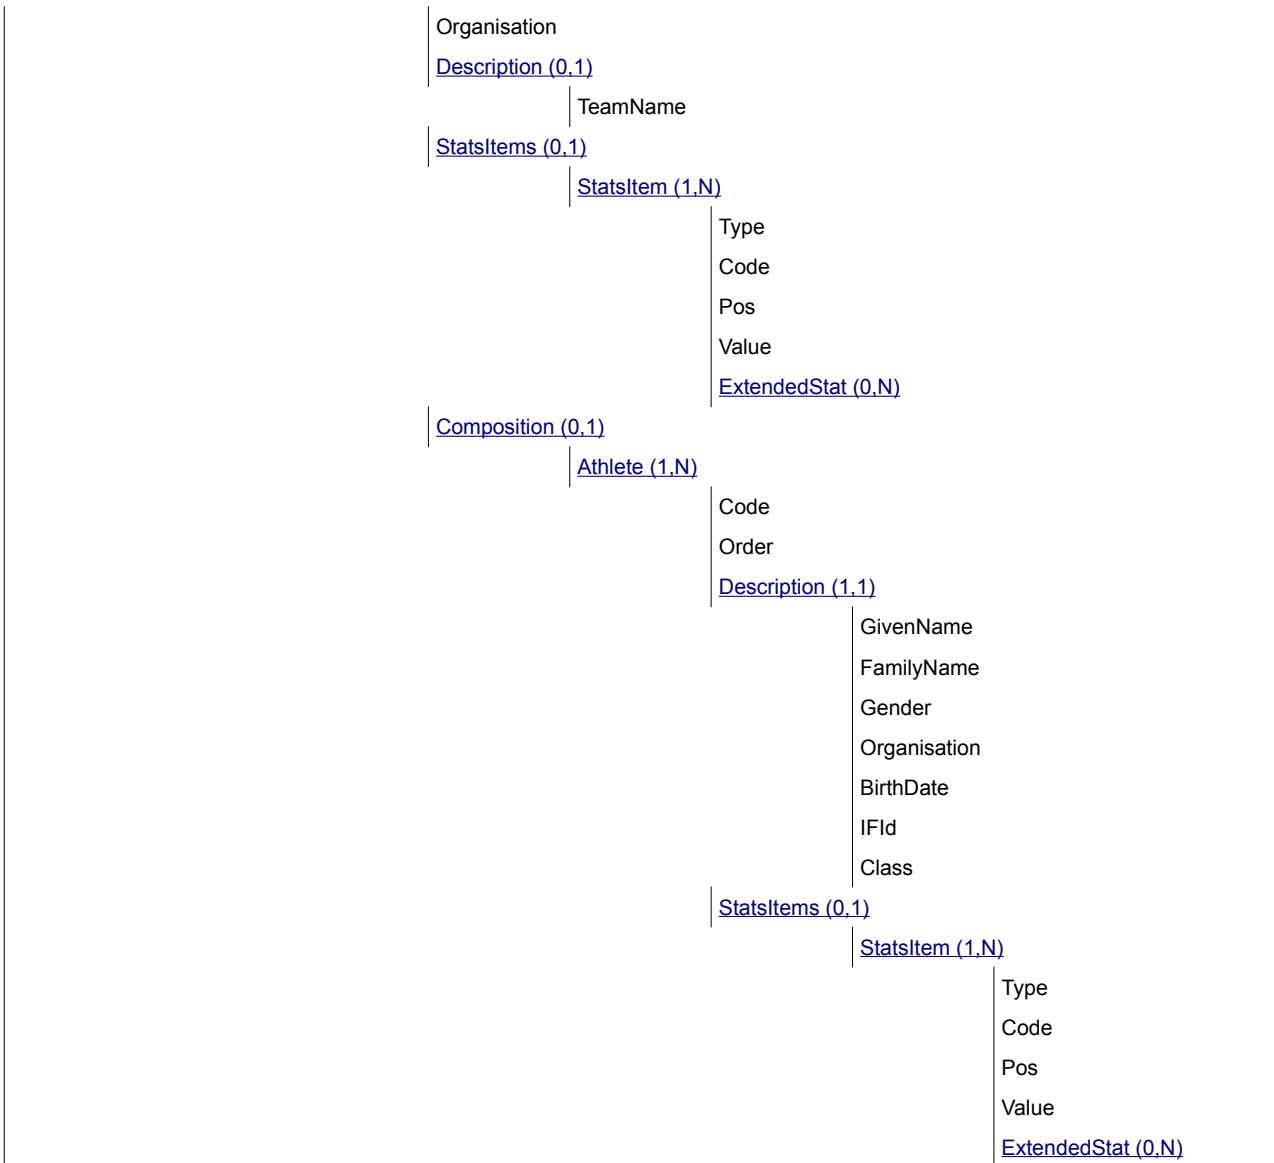 Organisation
Description (0,1)
TeamName
StatsItems (0,1)
StatsItem (1,N)
Type
Code
Pos
Value
ExtendedStat (0,N)
Composition (0,1)
Athlete (1,N)
Code
Order
Description (1,1)
GivenName
FamilyName
Gender
Organisation
BirthDate
IFId
Class
StatsItems (0,1)
StatsItem (1,N)
Type
Code
Pos
Value
ExtendedStat (0,N)